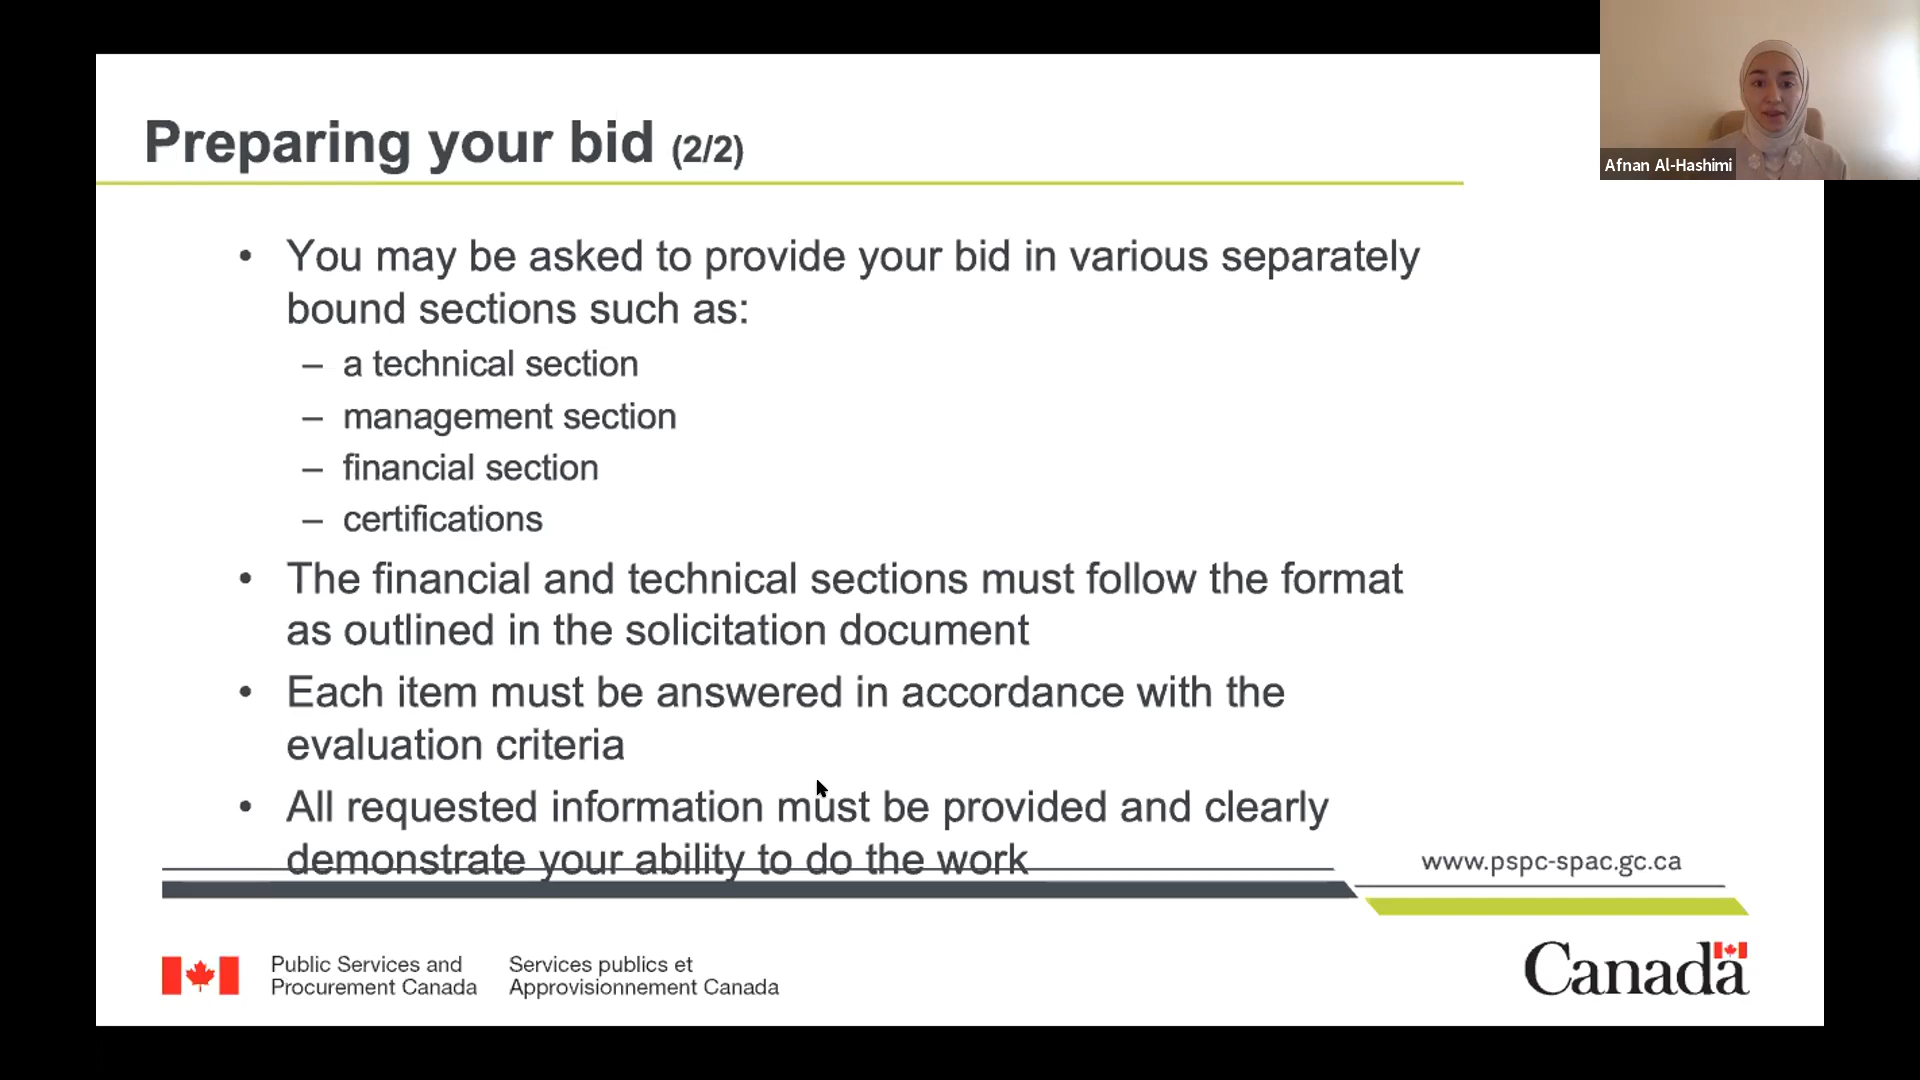 Preparing your bid (2/2)
Afnan Al-Hashimi
• You may be asked to provide your bid in various separately
bound sections such as:
– a technical section
– management section
– financial section
– certifications
• The financial and technical sections must follow the format
as outlined in the solicitation document
• Each item must be answered in accordance with the
evaluation criteria
• All requested information must be provided and clearly
demonstrate your ability to do the work
www.pspc-spac.gc.ca
Public Services and
Procurement Canada
Services publics et
Approvisionnement Canada
Canada